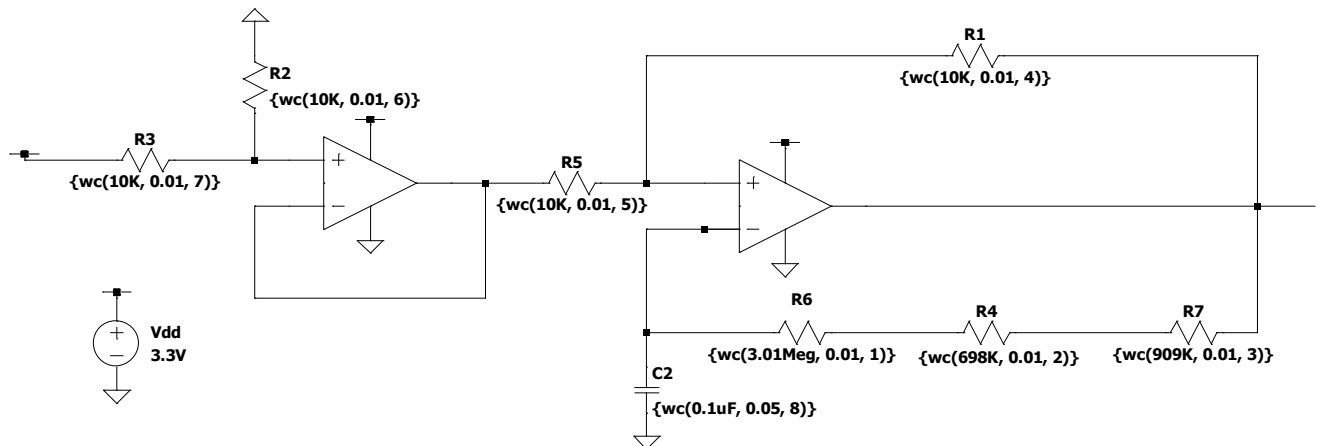 R1
{wc(10K, 0.01, 4)}
R2
{wc(10K, 0.01, 6)}
R3
{wc(10K, 0.01, 7)}
R5
{wc(10K, 0.01, 5)}
Vdd
3.3V
R6
{wc(3.01Meg, 0.01, 1)}
R4
{wc(698K, 0.01, 2)}
R7
{wc(909K, 0.01, 3)}
C2
{wc(0.1uF, 0.05, 8)}